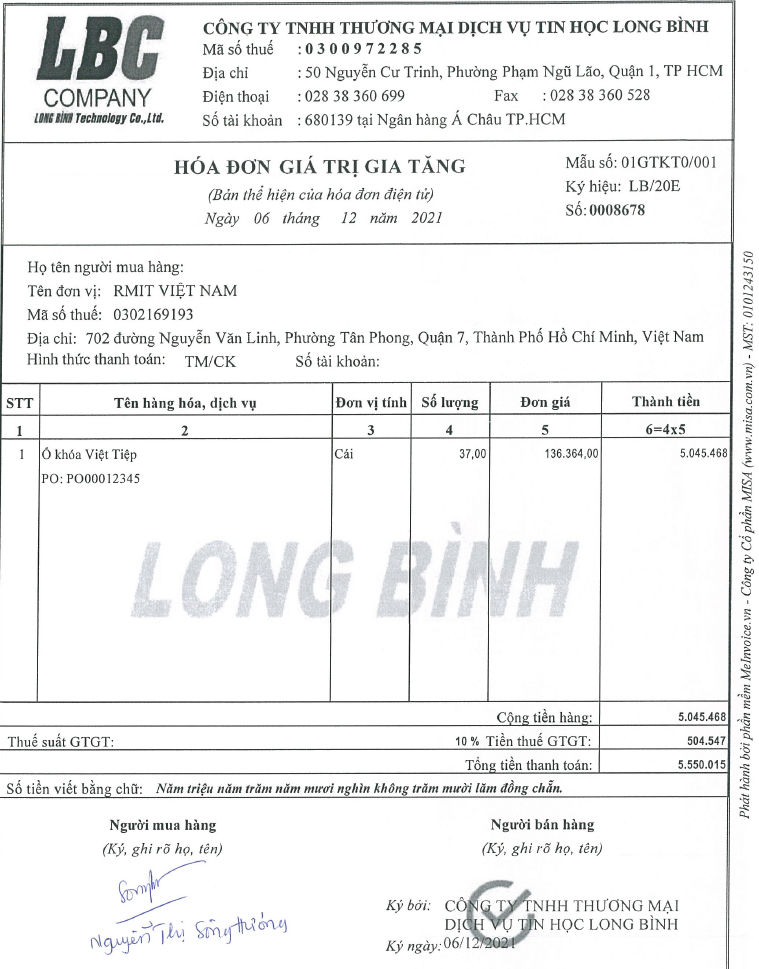 LBC
COMPANY
LONG BÌNH Technology Co.,Ltd.
CÔNG TY TNHH THƯƠNG MẠI DỊCH VỤ TIN HỌC LONG BÌNH
Mã số thuế : 0 3 0 0 9 7 2 2 8 5
Địa chỉ : 50 Nguyễn Cư Trinh, Phường Phạm Ngũ Lão, Quận 1, TP HCM
Điện thoại : 028 38 360 699 Fax : 028 38 360 528
Số tài khoản : 680139 tại Ngân hàng Á Châu TP.HCM
HÓA ĐƠN GIÁ TRỊ GIA TĂNG
(Bản thể hiện của hóa đơn điện tử)
Ngày 06 tháng 12 năm 2021
Mẫu số: 01GTKT0/001
Ký hiệu: LB/20E
Số: 0008678
Họ tên người mua hàng:
Tên đơn vị: RMIT VIỆT NAM
Mã số thuế: 0302169193
Địa chỉ: 702 đường Nguyễn Văn Linh, Phường Tân Phong, Quận 7, Thành Phố Hồ Chí Minh, Việt Nam
Hình thức thanh toán: TM/CK Số tài khoản:
STT Tên hàng hóa, dịch vụ Đơn vị tính Số lượng Đơn giá Thành tiền
1 2 3 4 5 6=4x5
1 Ổ khóa Việt Tiệp Cái 37,00 136.364,00 5.045.468
PO: PO00012345
LONG BÌNH
Cộng tiền hàng: 5.045.468
Thuế suất GTGT: 10 % Tiền thuế GTGT: 504.547
Tổng tiền thanh toán: 5.550.015
Số tiền viết bằng chữ: Năm triệu năm trăm năm mươi nghìn không trăm mười lăm đồng chẵn.
Người mua hàng Người bán hàng
(Ký, ghi rõ họ, tên) (Ký, ghi rõ họ, tên)
Nguyễn Thị
Ký bởi: CÔNG TY TNHH THƯƠNG MẠI
DỊCH VỤ TIN HỌC LONG BÌNH
Ký ngày: 06/12/2021
Phát hành bởi phần mềm MeInvoice.vn - Công ty Cổ phần MISA (www.misa.com.vn) - MST: 0101243150